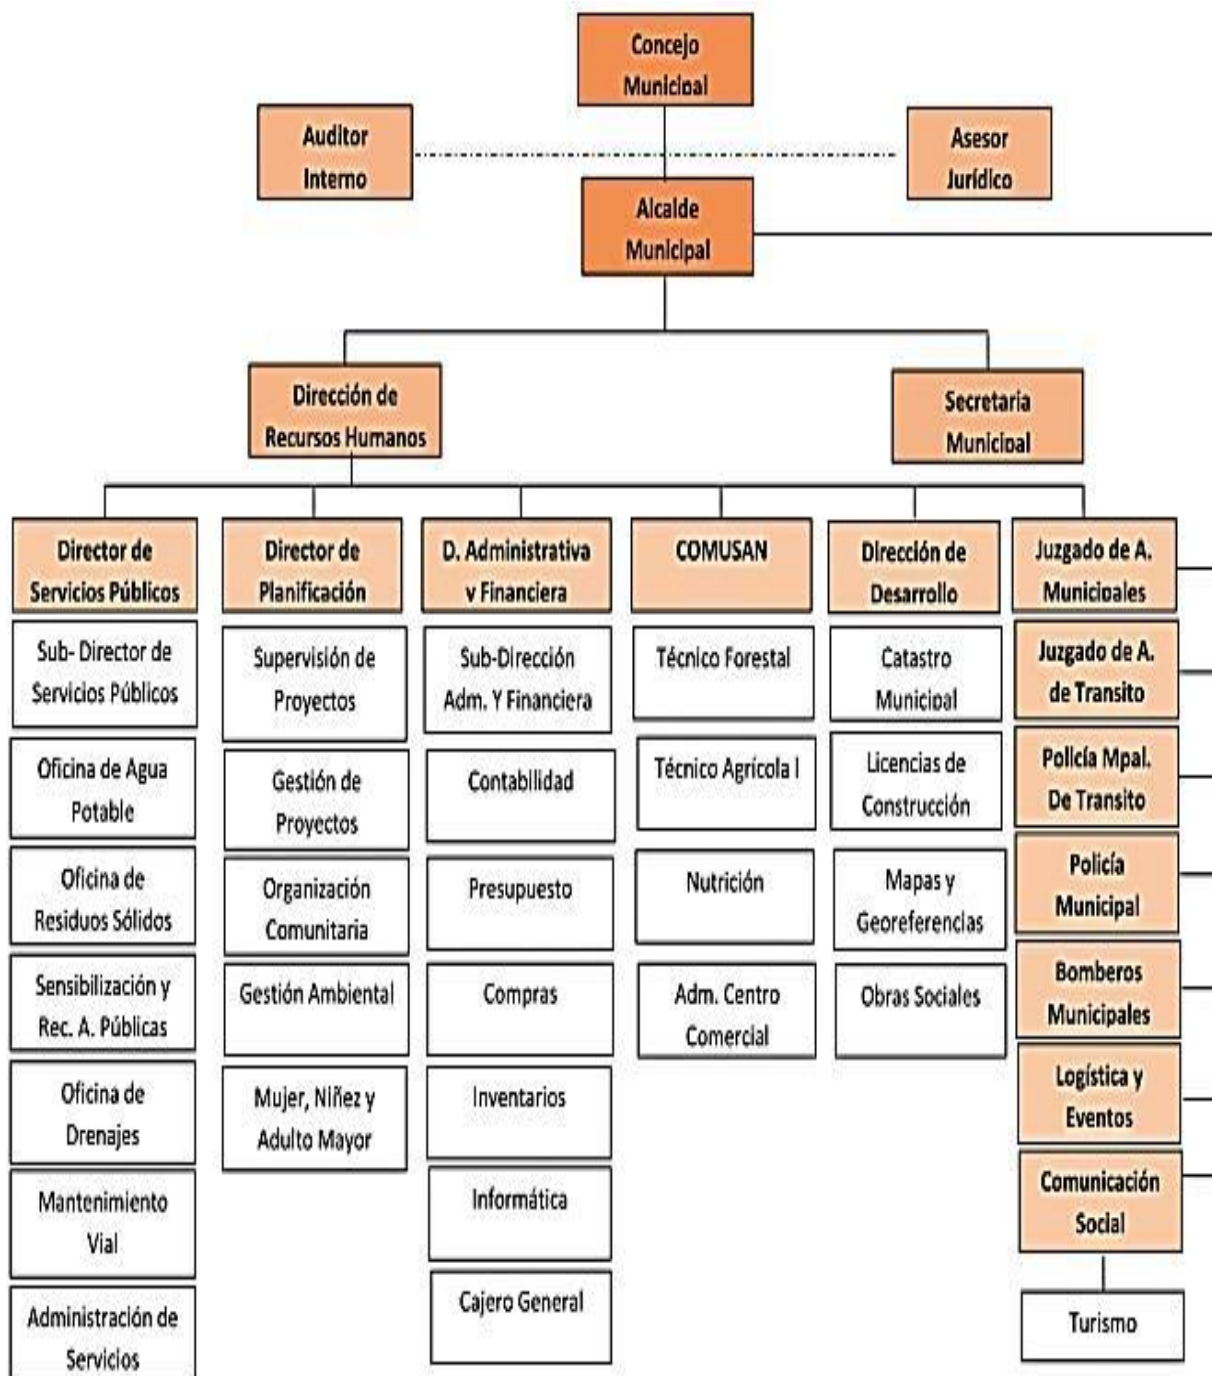 Concejo
Municipal
Auditor
Interno
Asesor
Jurídico
Alcalde
Municipal
Dirección de
Recursos Humanos
Secretaria
Municipal
Director de
Servicios Públicos
Sub- Director de
Servicios Públicos
Oficina de Agua
Potable
Oficina de
Residuos Sólidos
Sensibilización y
Rec. A. Públicas
Oficina de
Drenajes
Mantenimiento
Vial
Administración de
Servicios
Director de
Planificación
Supervisión de
Proyectos
Gestión de
Proyectos
Organización
Comunitaria
Gestión Ambiental
Mujer, Niñez y
Adulto Mayor
D. Administrativa
y Financiera
Sub-Dirección
Adm. Y Financiera
Contabilidad
Presupuesto
Compras
Inventarios
Informática
Cajero General
COMUSAN
Técnico Forestal
Técnico Agrícola I
Nutrición
Adm. Centro
Comercial
Dirección de
Desarrollo
Catastro
Municipal
Licencias de
Construcción
Mapas y
Georeferencias
Obras Sociales
Juzgado de A.
Municipales
Juzgado de A.
de Transito
Policía Mpal.
De Transito
Policía
Municipal
Bomberos
Municipales
Logística y
Eventos
Comunicación
Social
Turismo